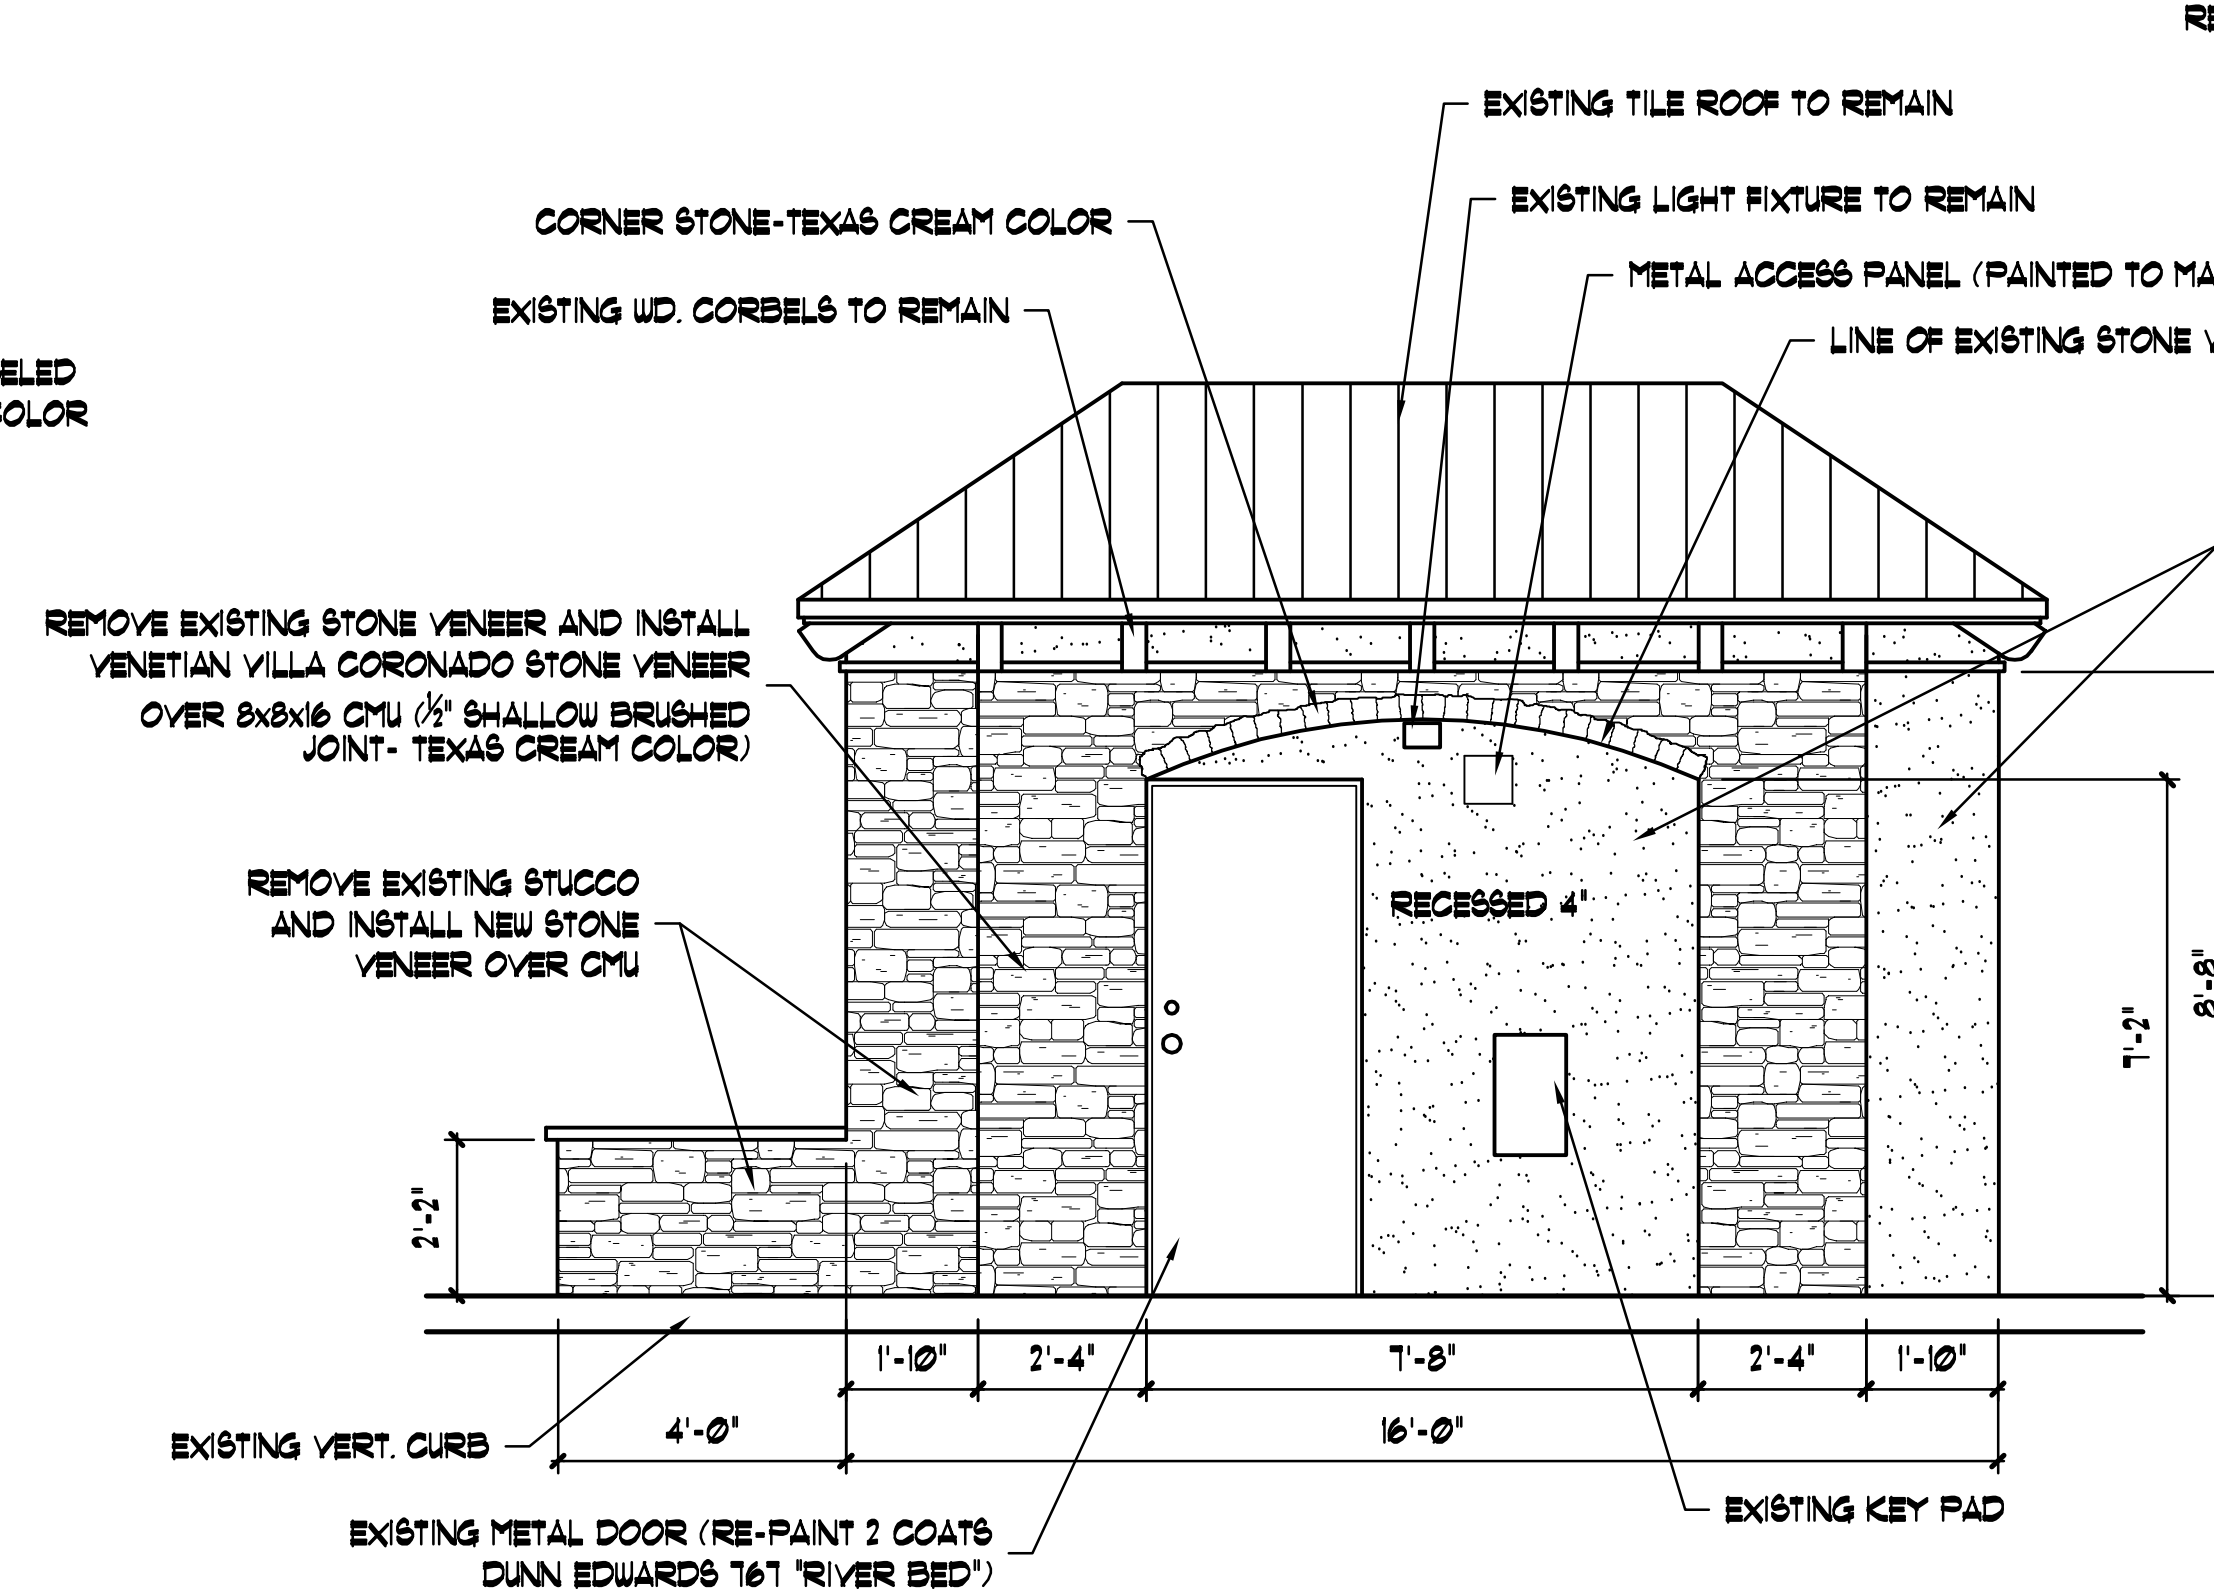 RE
EXISTING TILE ROOF TO REMAIN
EXISTING LIGHT FIXTURE TO REMAIN
CORNER STONE-TEXAS CREAM COLOR
METAL ACCESS PANEL (PAINTED TO MA
EXISTING WD. CORBELS TO REMAIN
LINE OF EXISTING STONE V
ELED
COLOR
REMOVE EXISTING STONE VENEER AND INSTALL
VENETIAN VILLA CORONADO STONE VENEER
OVER 8x8x16 CMU (½" SHALLOW BRUSHED
JOINT- TEXAS CREAM COLOR)
REMOVE EXISTING STUCCO
AND INSTALL NEW STONE
VENEER OVER CMU
RECESSED 4"
8'-8"
7'-2"
2'-2"
1'-10"
2'-4"
7'-8"
2'-4"
1'-10"
4'-0"
16'-0"
EXISTING VERT. CURB
EXISTING KEY PAD
EXISTING METAL DOOR (RE-PAINT 2 COATS
DUNN EDWARDS 767 "RIVER BED")